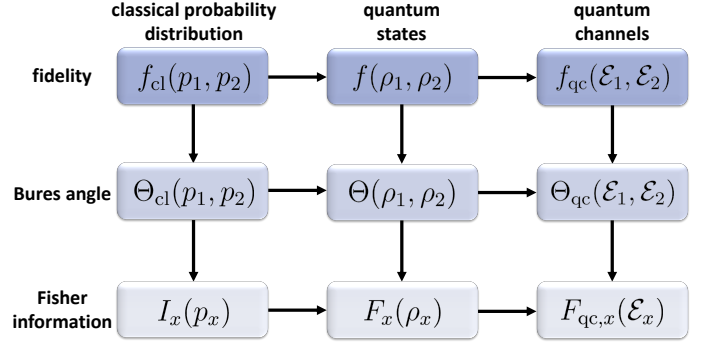 classical probability distribution
quantum states
quantum channels
fidelity
f_cl(p_1, p_2)
f(ρ_1, ρ_2)
f_qc(ℰ_1, ℰ_2)
Bures angle
Θ_cl(p_1, p_2)
Θ(ρ_1, ρ_2)
Θ_qc(ℰ_1, ℰ_2)
Fisher information
I_x(p_x)
F_x(ρ_x)
F_qc,x(ℰ_x)